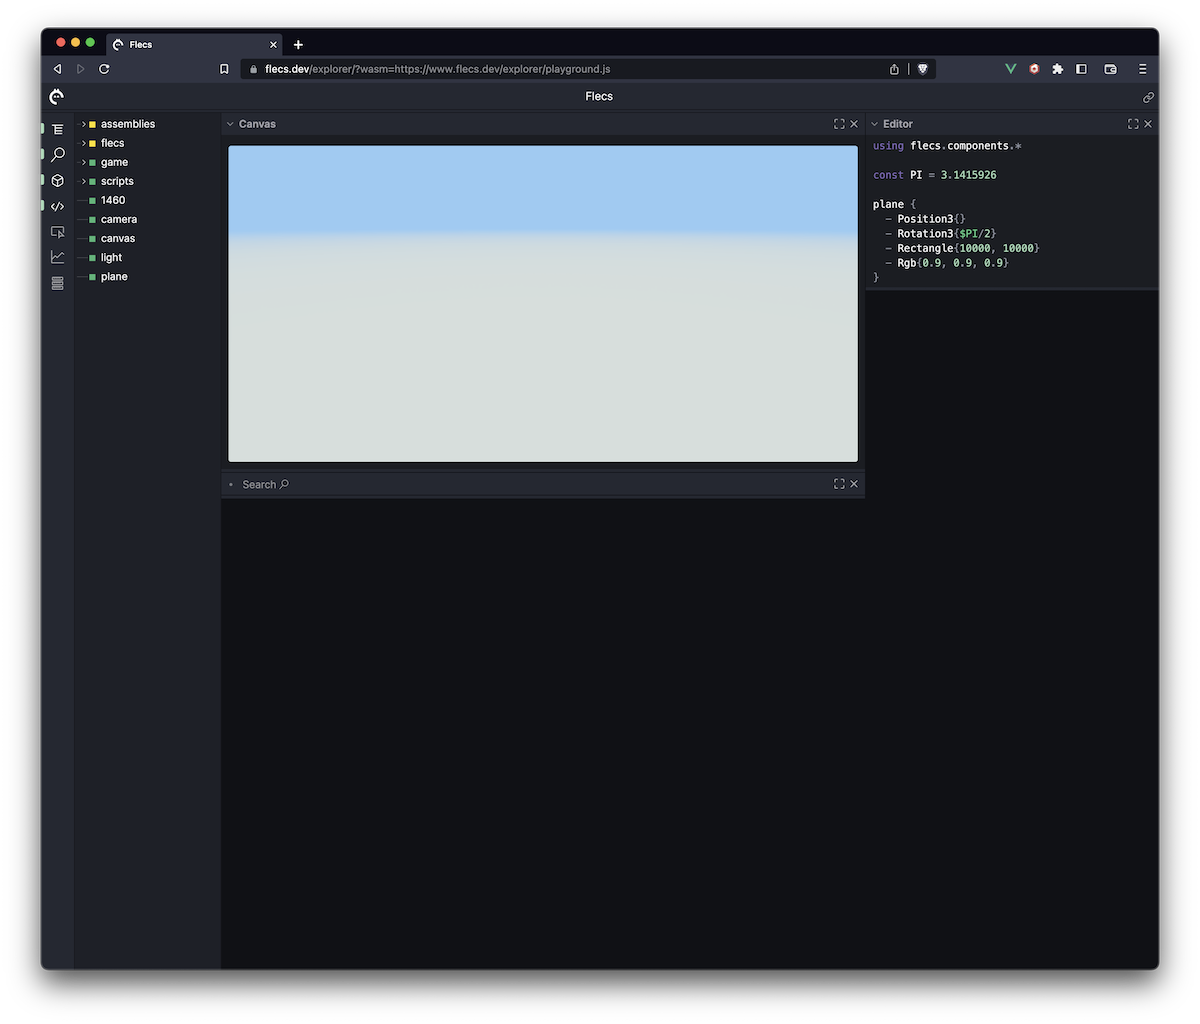 Flecs
flecs.dev/explorer/?wasm=https://www.flecs.dev/explorer/playground.js
Flecs
assemblies
flecs
game
scripts
1460
camera
canvas
light
plane
Canvas
Search
Editor
using flecs.components.*
const PI = 3.1415926
plane {
- Position3{}
- Rotation3{$PI/2}
- Rectangle{10000, 10000}
- Rgb{0.9, 0.9, 0.9}
}